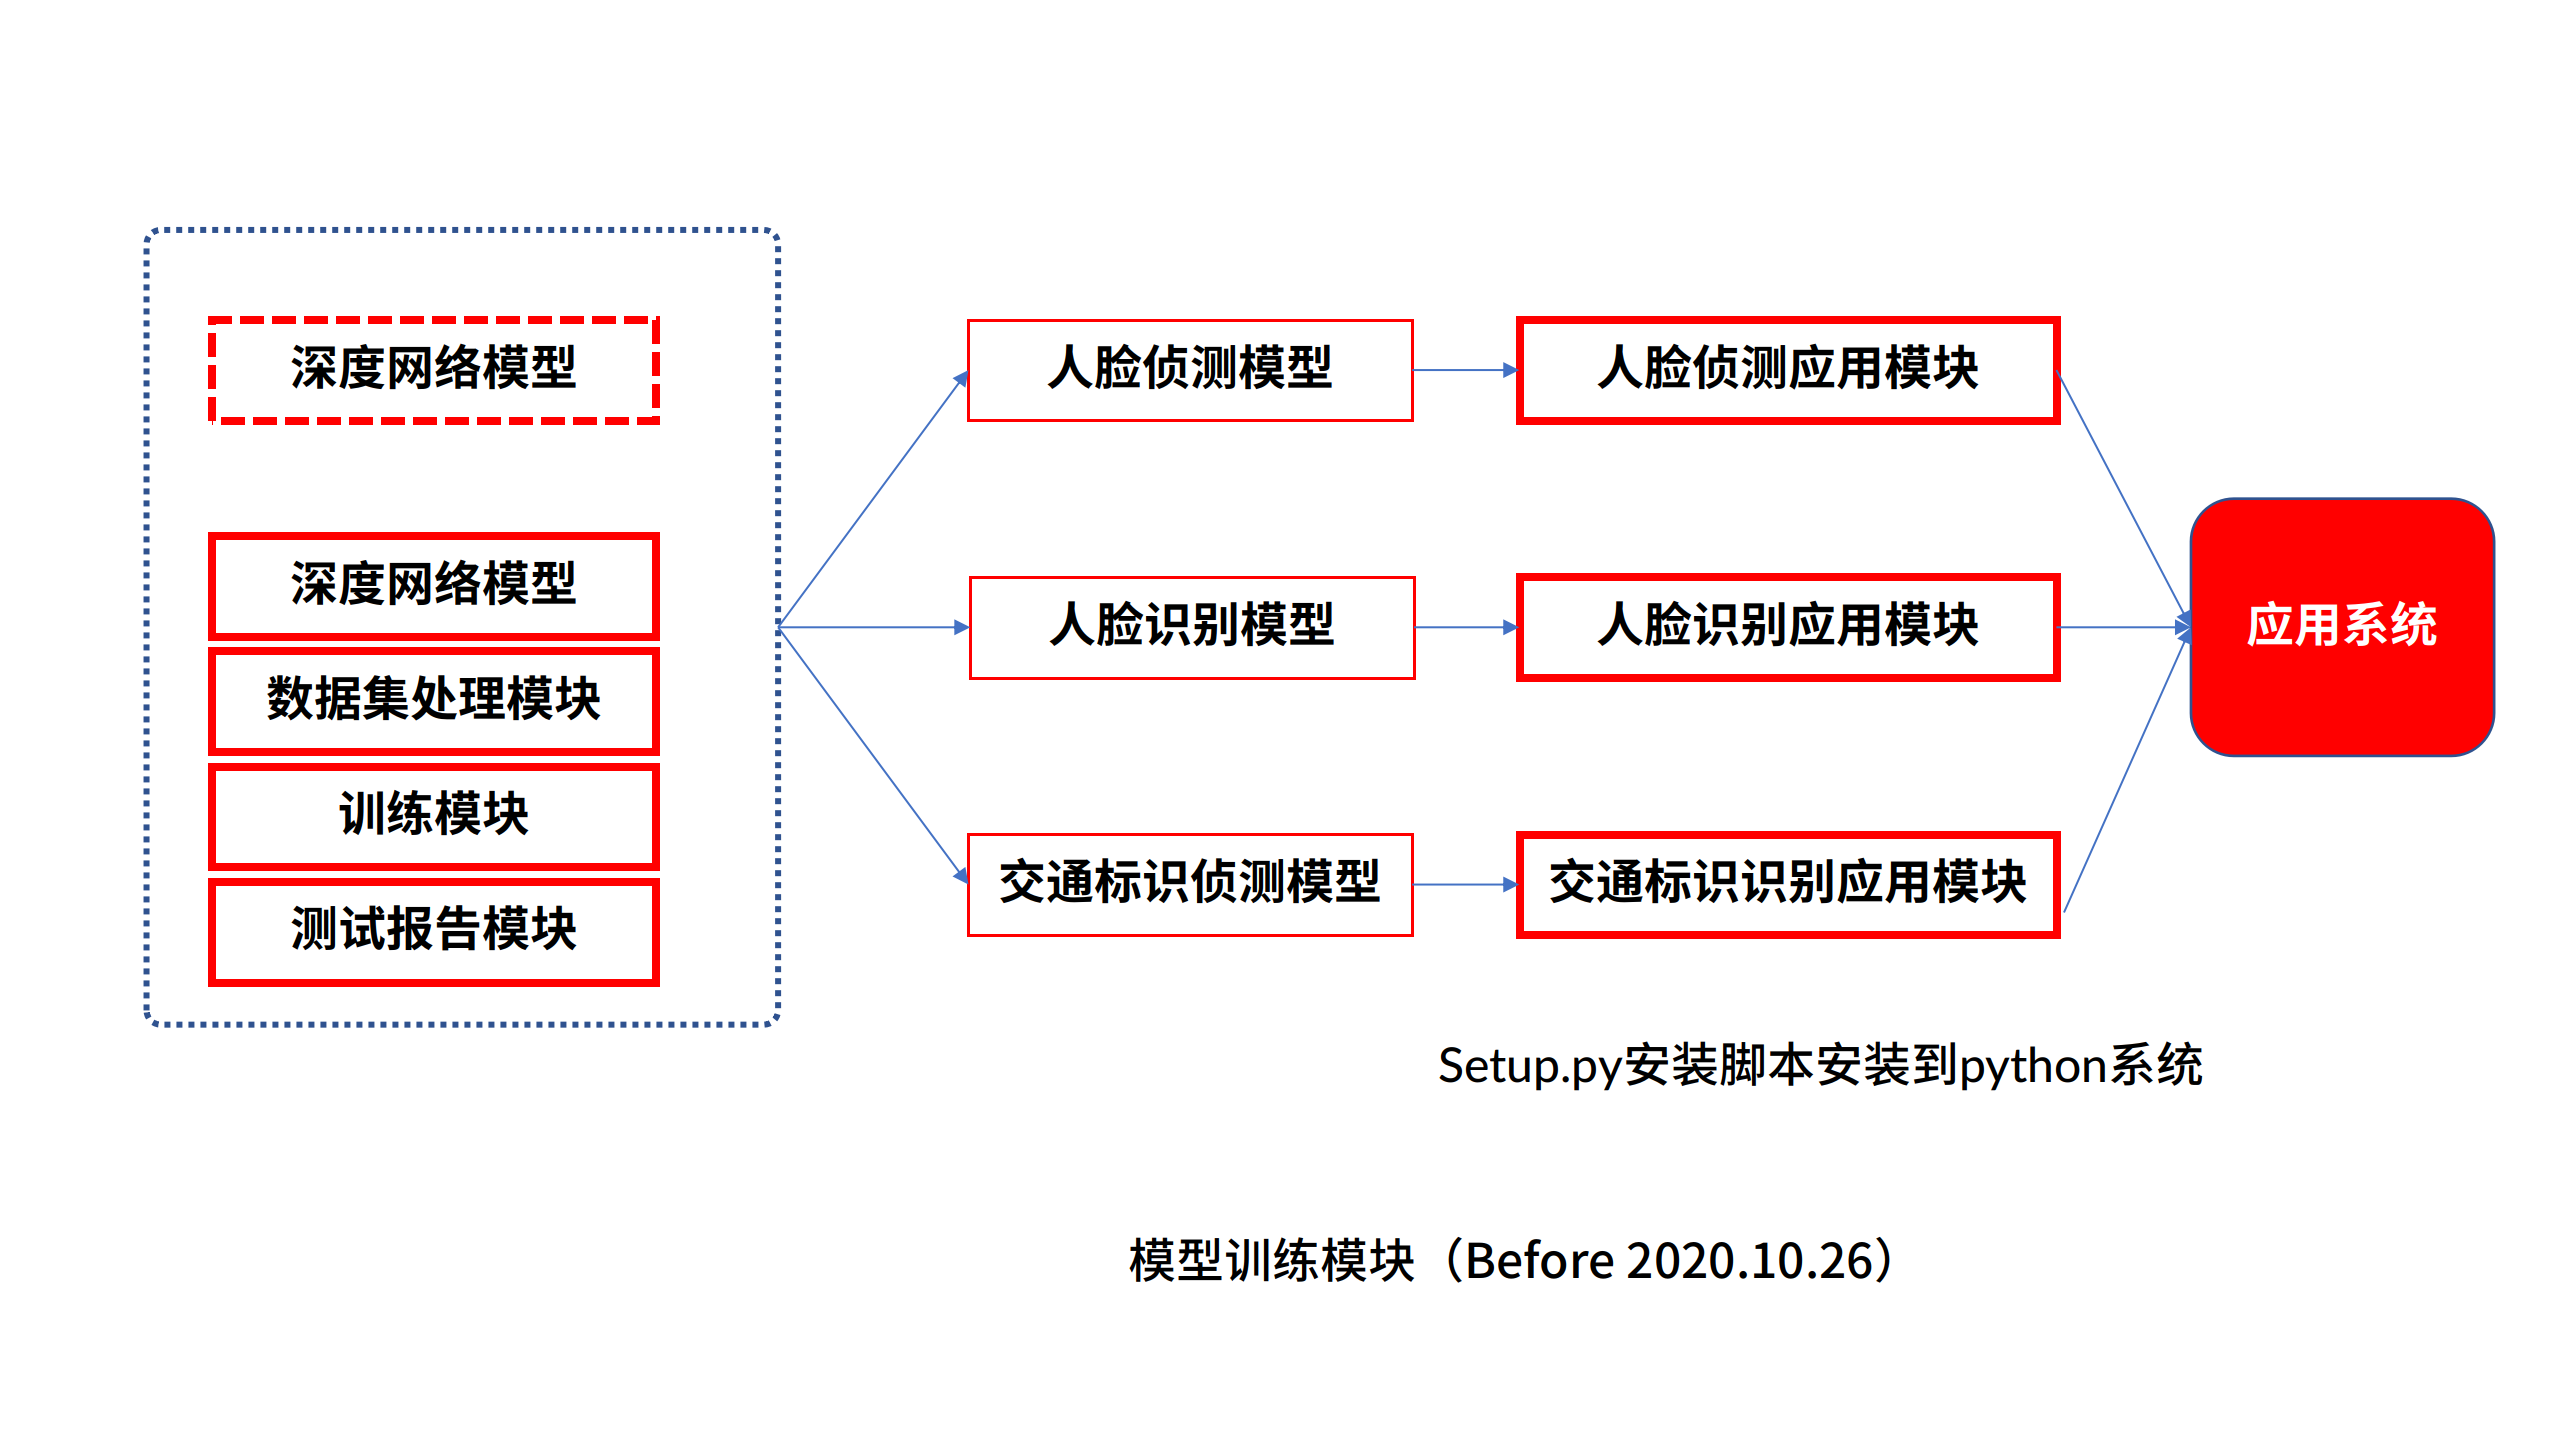 深度网络模型
深度网络模型
数据集处理模块
训练模块
测试报告模块
人脸侦测模型
人脸识别模型
交通标识侦测模型
人脸侦测应用模块
人脸识别应用模块
交通标识识别应用模块
应用系统
Setup.py安装脚本安装到python系统
模型训练模块（Before 2020.10.26）